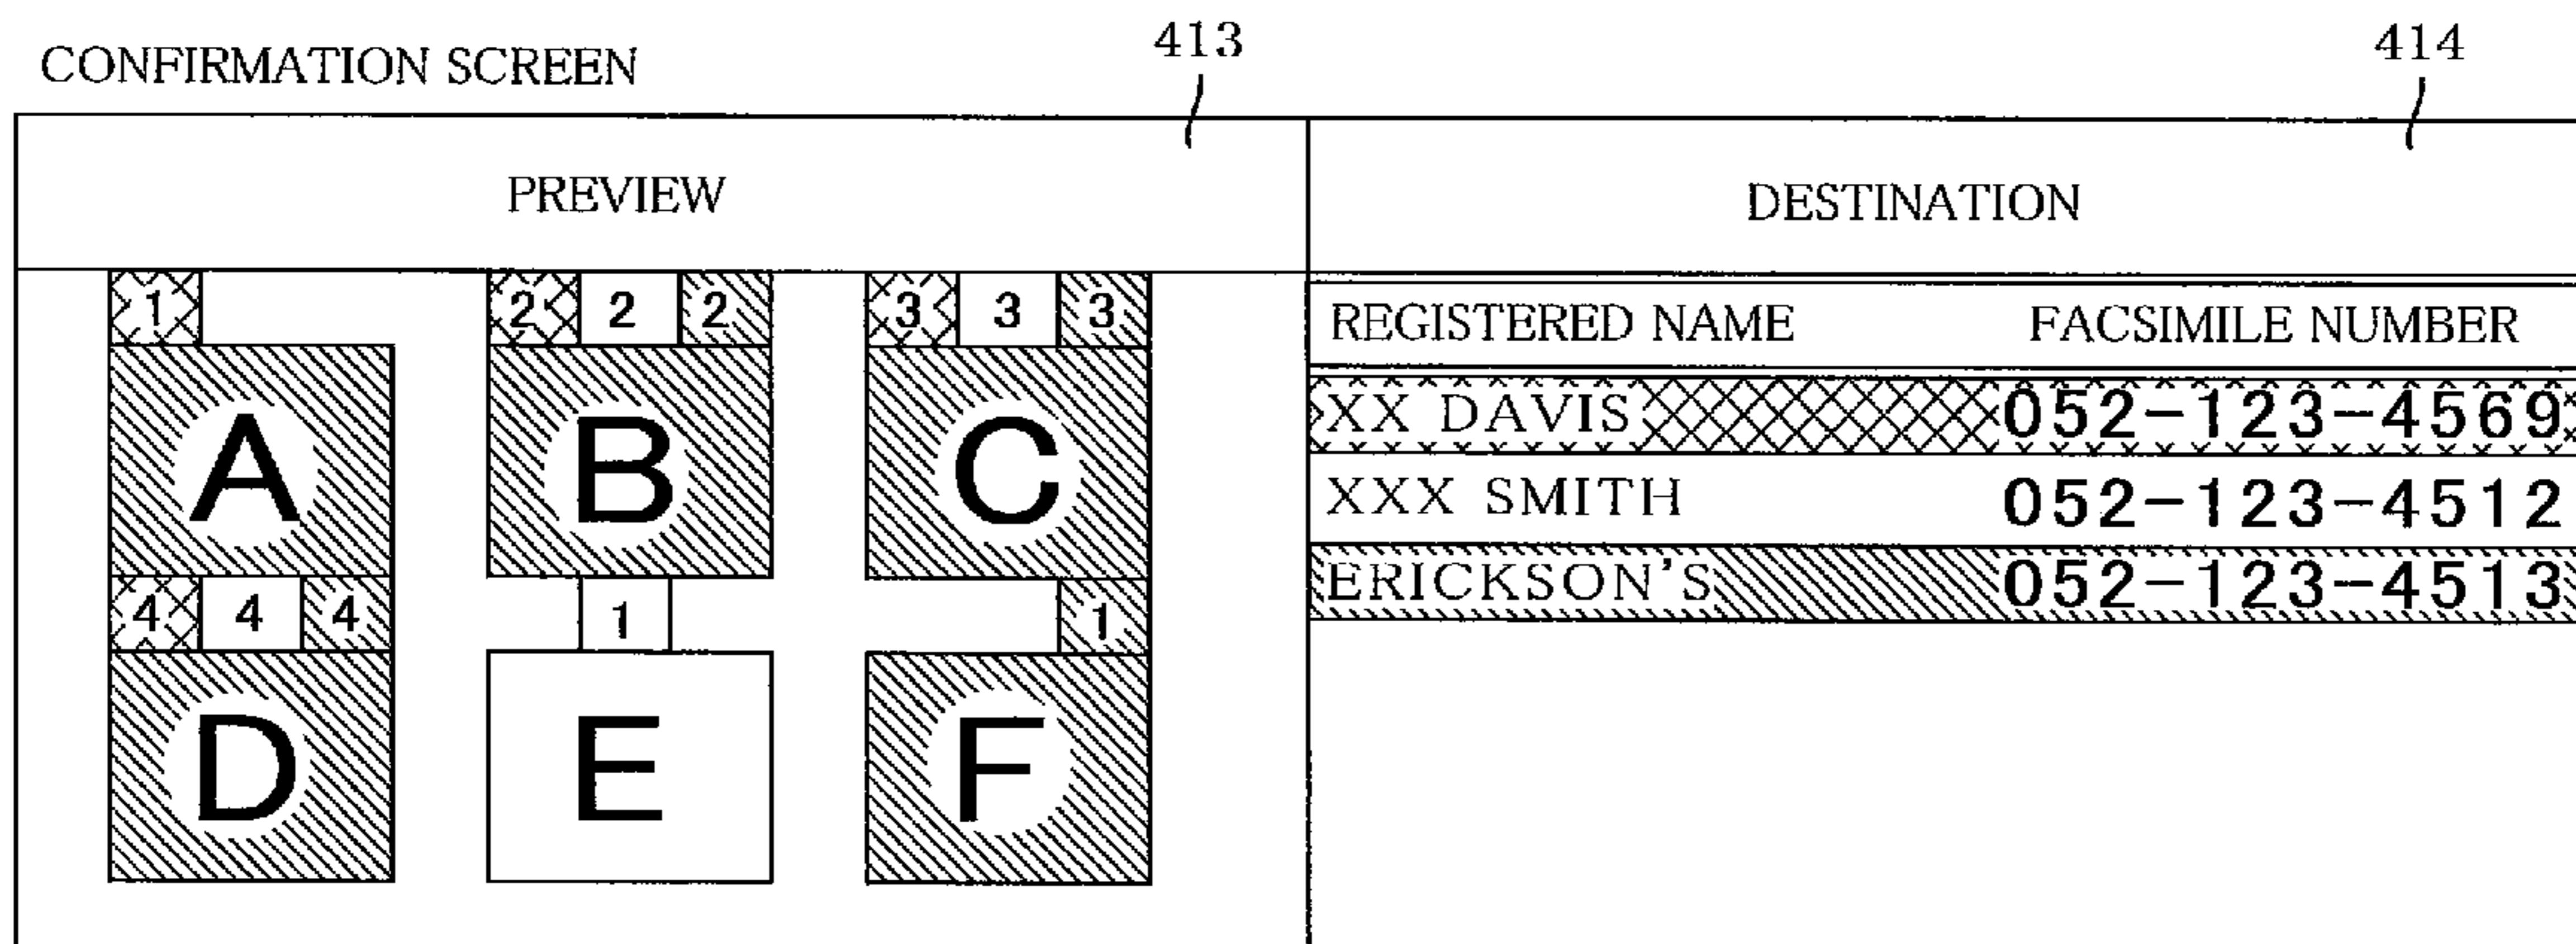 413 414
CONFIRMATION SCREEN
PREVIEW DESTINATION
1 2 2 2 3 3 3
A B C
4 4 4 1 1
D E F
REGISTERED NAME FACSIMILE NUMBER
XX DAVIS 052-123-4569
XXX SMITH 052-123-4512
ERICKSON'S 052-123-4513